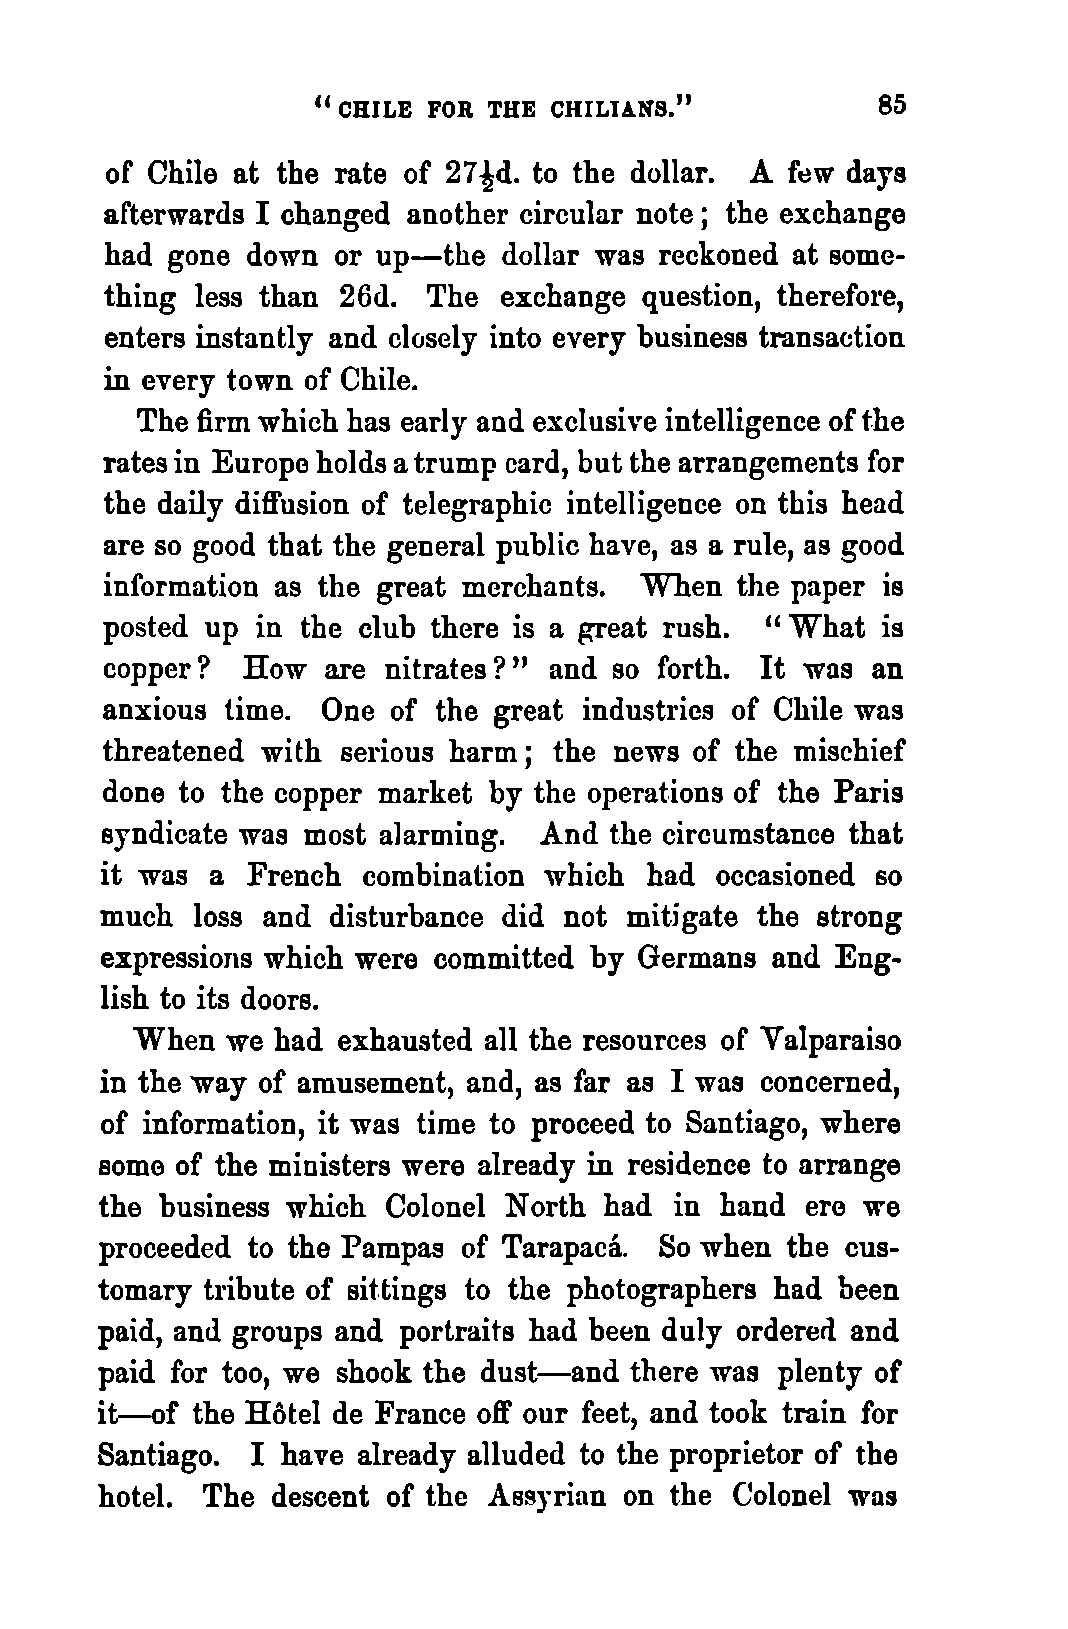 "CHILE FOR THE CHILIANS." 85
of Chile at the rate of 27½d. to the dollar. A few days
afterwards I changed another circular note; the exchange
had gone down or up—the dollar was reckoned at some-
thing less than 26d. The exchange question, therefore,
enters instantly and closely into every business transaction
in every town of Chile.
The firm which has early and exclusive intelligence of the
rates in Europe holds a trump card, but the arrangements for
the daily diffusion of telegraphic intelligence on this head
are so good that the general public have, as a rule, as good
information as the great merchants. When the paper is
posted up in the club there is a great rush. "What is
copper? How are nitrates?" and so forth. It was an
anxious time. One of the great industries of Chile was
threatened with serious harm; the news of the mischief
done to the copper market by the operations of the Paris
syndicate was most alarming. And the circumstance that
it was a French combination which had occasioned so
much loss and disturbance did not mitigate the strong
expressions which were committed by Germans and Eng-
lish to its doors.
When we had exhausted all the resources of Valparaiso
in the way of amusement, and, as far as I was concerned,
of information, it was time to proceed to Santiago, where
some of the ministers were already in residence to arrange
the business which Colonel North had in hand ere we
proceeded to the Pampas of Tarapacá. So when the cus-
tomary tribute of sittings to the photographers had been
paid, and groups and portraits had been duly ordered and
paid for too, we shook the dust—and there was plenty of
it—of the Hôtel de France off our feet, and took train for
Santiago. I have already alluded to the proprietor of the
hotel. The descent of the Assyrian on the Colonel was